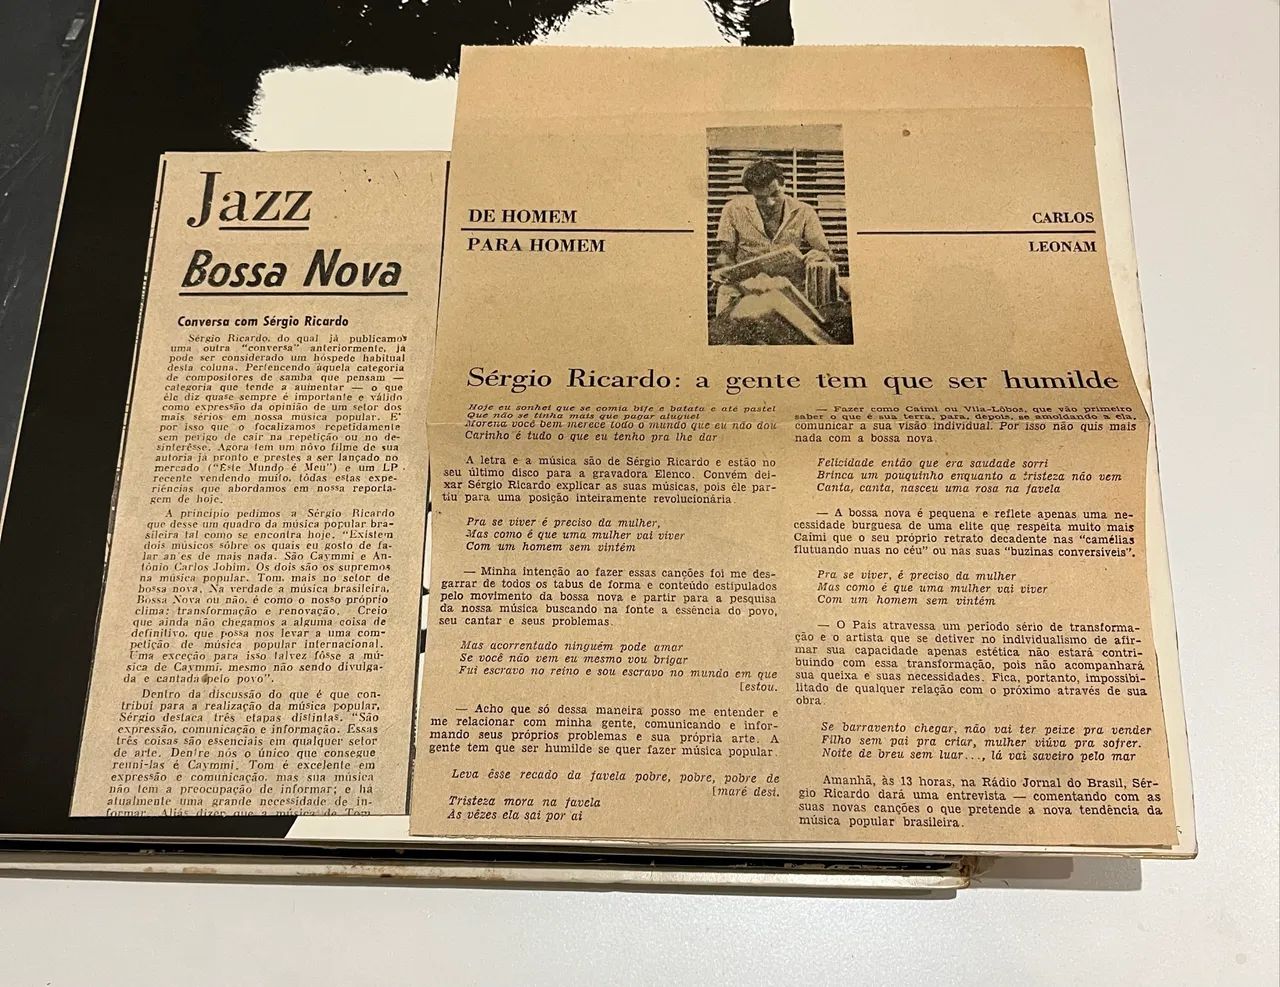 Jazz
Bossa Nova
Conversa com Sérgio Ricardo
Sérgio Ricardo, do qual já publicamos
uma outra "conversa" anteriormente, já
pode ser considerado um hóspede habitual
desta coluna. Pertencendo àquela categoria
de compositores de samba que pensam —
categoria que tende a aumentar — o que
êle diz quase sempre é importante e válido
como expressão da opinião de um setor dos
mais sérios em nossa música popular. E'
por isso que o focalizamos repetidamente
sem perigo de cair na repetição ou no de-
sinterêsse. Agora tem um nôvo filme de sua
autoria já pronto e prestes a ser lançado no
mercado ("Êste Mundo é Meu") e um LP
recente vendendo muito, tôdas estas expe-
riências que abordamos em nossa reporta-
gem de hoje.
A princípio pedimos a Sérgio Ricardo
que desse um quadro da música popular bra-
sileira tal como se encontra hoje. "Existem
dois músicos sôbre os quais eu gosto de fa-
lar an'es de mais nada. São Caymmi e An-
tônio Carlos Jobim. Os dois são os supremos
na música popular. Tom, mais no setor de
bossa nova. Na verdade a música brasileira,
Bossa Nova ou não, é como o nosso próprio
clima: transformação e renovação. Creio
que ainda não chegamos a alguma coisa de
definitivo, que possa nos levar a uma com-
petição de música popular internacional.
Uma exceção para isso talvez fôsse a mú-
sica de Caymmi, mesmo não sendo divulga-
da e cantada pelo povo".
Dentro da discussão do que é que con-
tribui para a realização da música popular,
Sérgio destaca três etapas distintas. "São
expressão, comunicação e informação. Essas
três coisas são essenciais em qualquer setor
de arte. Dentre nós o único que consegue
reuni-las é Caymmi. Tom é excelente em
expressão e comunicação, mas sua música
não tem a preocupação de informar; e há
atualmente uma grande necessidade de in-
formar. Aliás dizer que a música de Tom
DE HOMEM
PARA HOMEM
CARLOS
LEONAM
Sérgio Ricardo: a gente tem que ser humilde
Hoje eu sonhei que se comia bife e batata e até pastel
Que não se tinha mais que pagar aluguel
Morena você bem merece todo o mundo que eu não dou
Carinho é tudo o que eu tenho pra lhe dar
A letra e a música são de Sérgio Ricardo e estão no
seu último disco para a gravadora Elenco. Convém dei-
xar Sérgio Ricardo explicar as suas músicas, pois êle par-
tiu para uma posição inteiramente revolucionária.
Pra se viver é preciso da mulher,
Mas como é que uma mulher vai viver
Com um homem sem vintém
— Minha intenção ao fazer essas canções foi me des-
garrar de todos os tabus de forma e conteúdo estipulados
pelo movimento da bossa nova e partir para a pesquisa
da nossa música buscando na fonte a essência do povo,
seu cantar e seus problemas.
Mas acorrentado ninguém pode amar
Se você não vem eu mesmo vou brigar
Fui escravo no reino e sou escravo no mundo em que
[estou.
— Acho que só dessa maneira posso me entender e
me relacionar com minha gente, comunicando e infor-
mando seus próprios problemas e sua própria arte. A
gente tem que ser humilde se quer fazer música popular.
Leva êsse recado da favela pobre, pobre, pobre de
[maré desi.
Tristeza mora na favela
As vêzes ela sai por aí
— Fazer como Caimi ou Vila-Lôbos, que vão primeiro
saber o que é sua terra, para, depois, se amoldando a ela,
comunicar a sua visão individual. Por isso não quis mais
nada com a bossa nova.
Felicidade então que era saudade sorri
Brinca um pouquinho enquanto a tristeza não vem
Canta, canta, nasceu uma rosa na favela
— A bossa nova é pequena e reflete apenas uma ne-
cessidade burguesa de uma elite que respeita muito mais
Caimi que o seu próprio retrato decadente nas "camélias
flutuando nuas no céu" ou nas suas "buzinas conversíveis".
Pra se viver, é preciso da mulher
Mas como é que uma mulher vai viver
Com um homem sem vintém
— O País atravessa um período sério de transforma-
ção e o artista que se detiver no individualismo de afir-
mar sua capacidade apenas estética não estará contri-
buindo com essa transformação, pois não acompanhará
sua queixa e suas necessidades. Fica, portanto, impossibi-
litado de qualquer relação com o próximo através de sua
obra.
Se barravento chegar, não vai ter peixe pra vender
Filho sem pai pra criar, mulher viúva pra sofrer.
Noite de breu sem luar..., lá vai saveiro pelo mar
Amanhã, às 13 horas, na Rádio Jornal do Brasil, Sér-
gio Ricardo dará uma entrevista — comentando com as
suas novas canções o que pretende a nova tendência da
música popular brasileira.